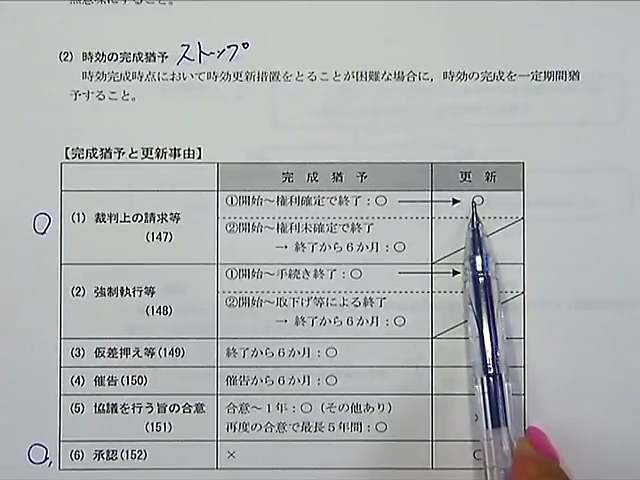 (2) 時効の完成猶予 ストップ
時効完成時点において時効更新措置をとることが困難な場合に，時効の完成を一定期間猶
予すること。
【完成猶予と更新事由】
完成猶予 更新
(1) 裁判上の請求等
(147)
①開始～権利確定で終了：○ → ○
②開始～権利未確定で終了
→ 終了から6か月：○
(2) 強制執行等
(148)
①開始～手続き終了：○ →
②開始～取下げ等による終了
→ 終了から6か月：○
(3) 仮差押え等(149) 終了から6か月：○
(4) 催告(150) 催告から6か月：○
(5) 協議を行う旨の合意
(151)
合意～1年：○（その他あり）
再度の合意で最長5年間：○
(6) 承認(152) ×